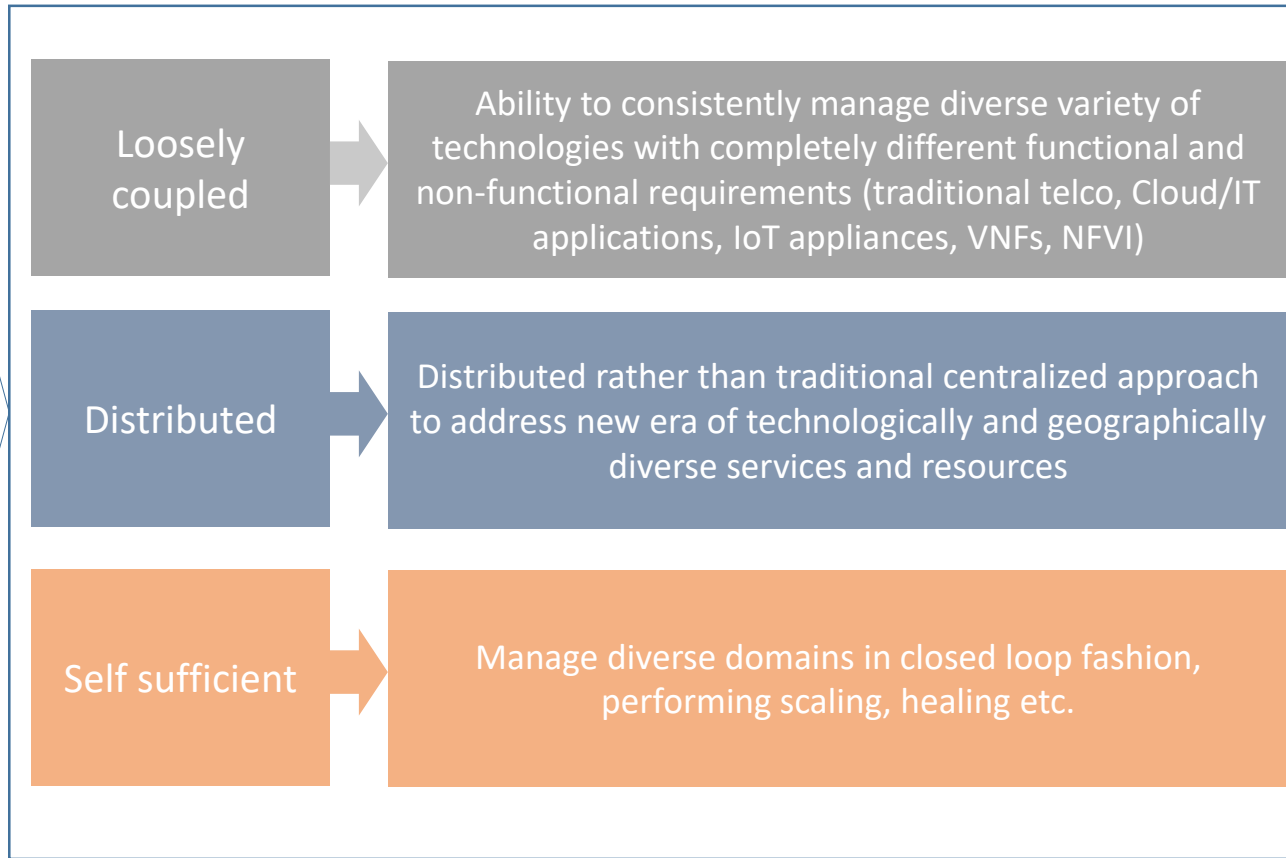 Loosely
coupled
Ability to consistently manage diverse variety of
technologies with completely different functional and
non-functional requirements (traditional telco, Cloud/IT
applications, IoT appliances, VNFs, NFVI)
Distributed
Distributed rather than traditional centralized approach
to address new era of technologically and geographically
diverse services and resources
Self sufficient
Manage diverse domains in closed loop fashion,
performing scaling, healing etc.